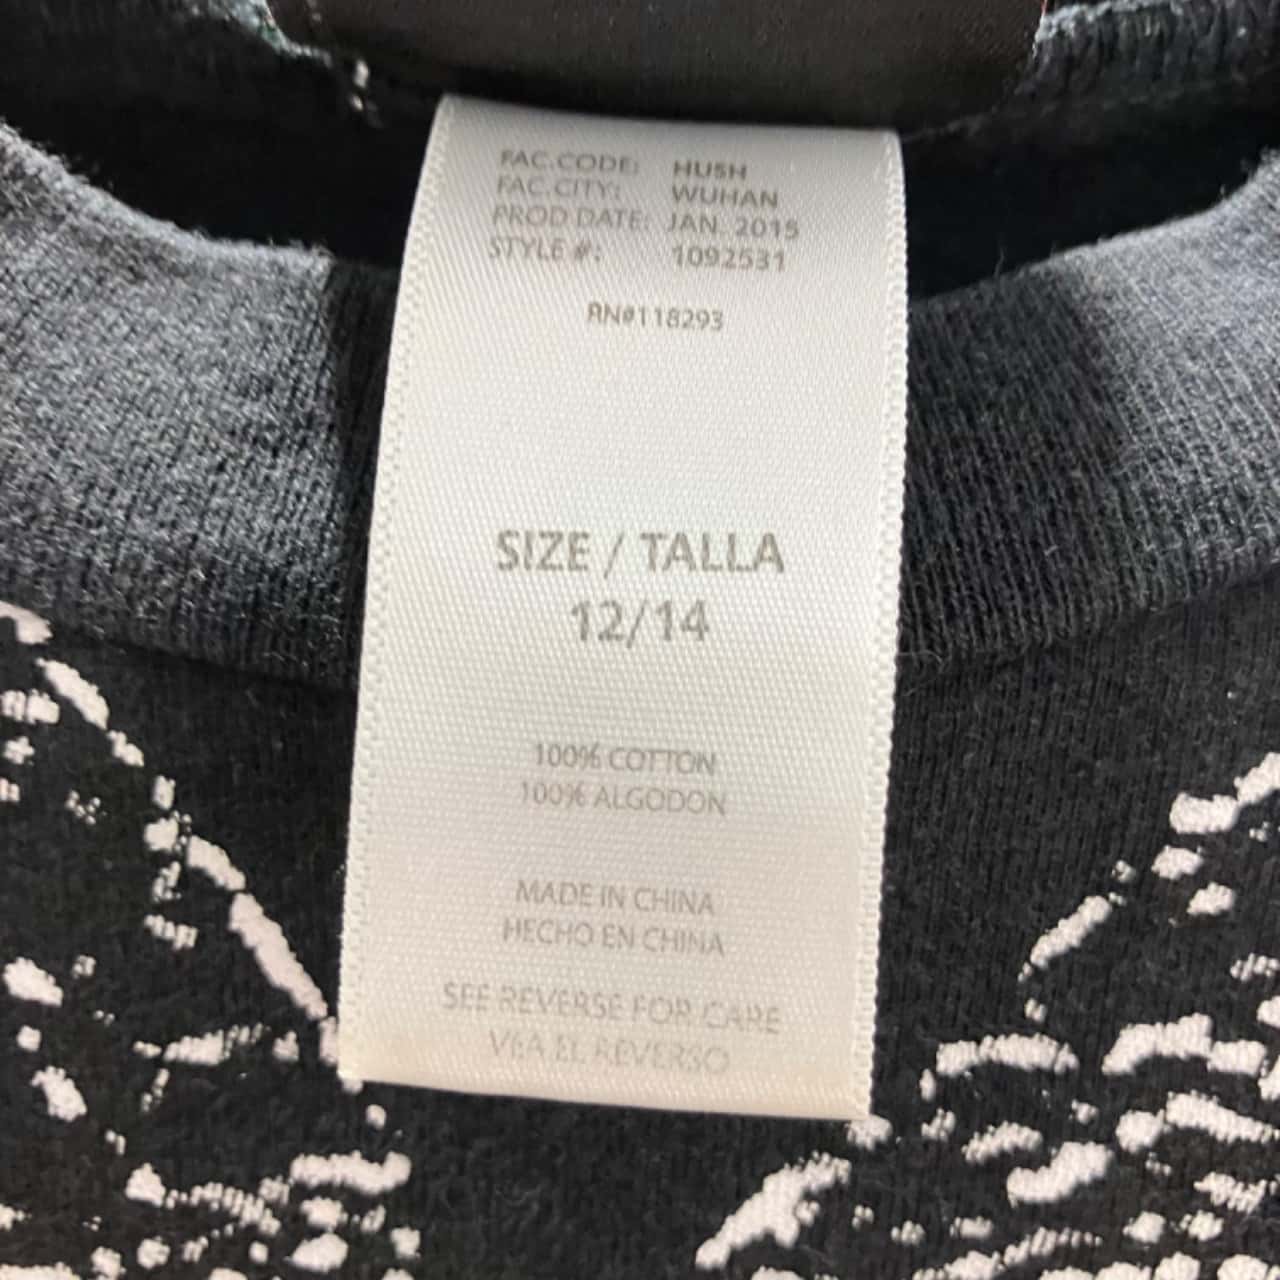 FAC.CODE: HUSH
FAC.CITY: WUHAN
PROD DATE: JAN. 2015
STYLE #: 1092531
RN#118293
SIZE / TALLA
12/14
100% COTTON
100% ALGODON
MADE IN CHINA
HECHO EN CHINA
SEE REVERSE FOR CARE
VEA EL REVERSO